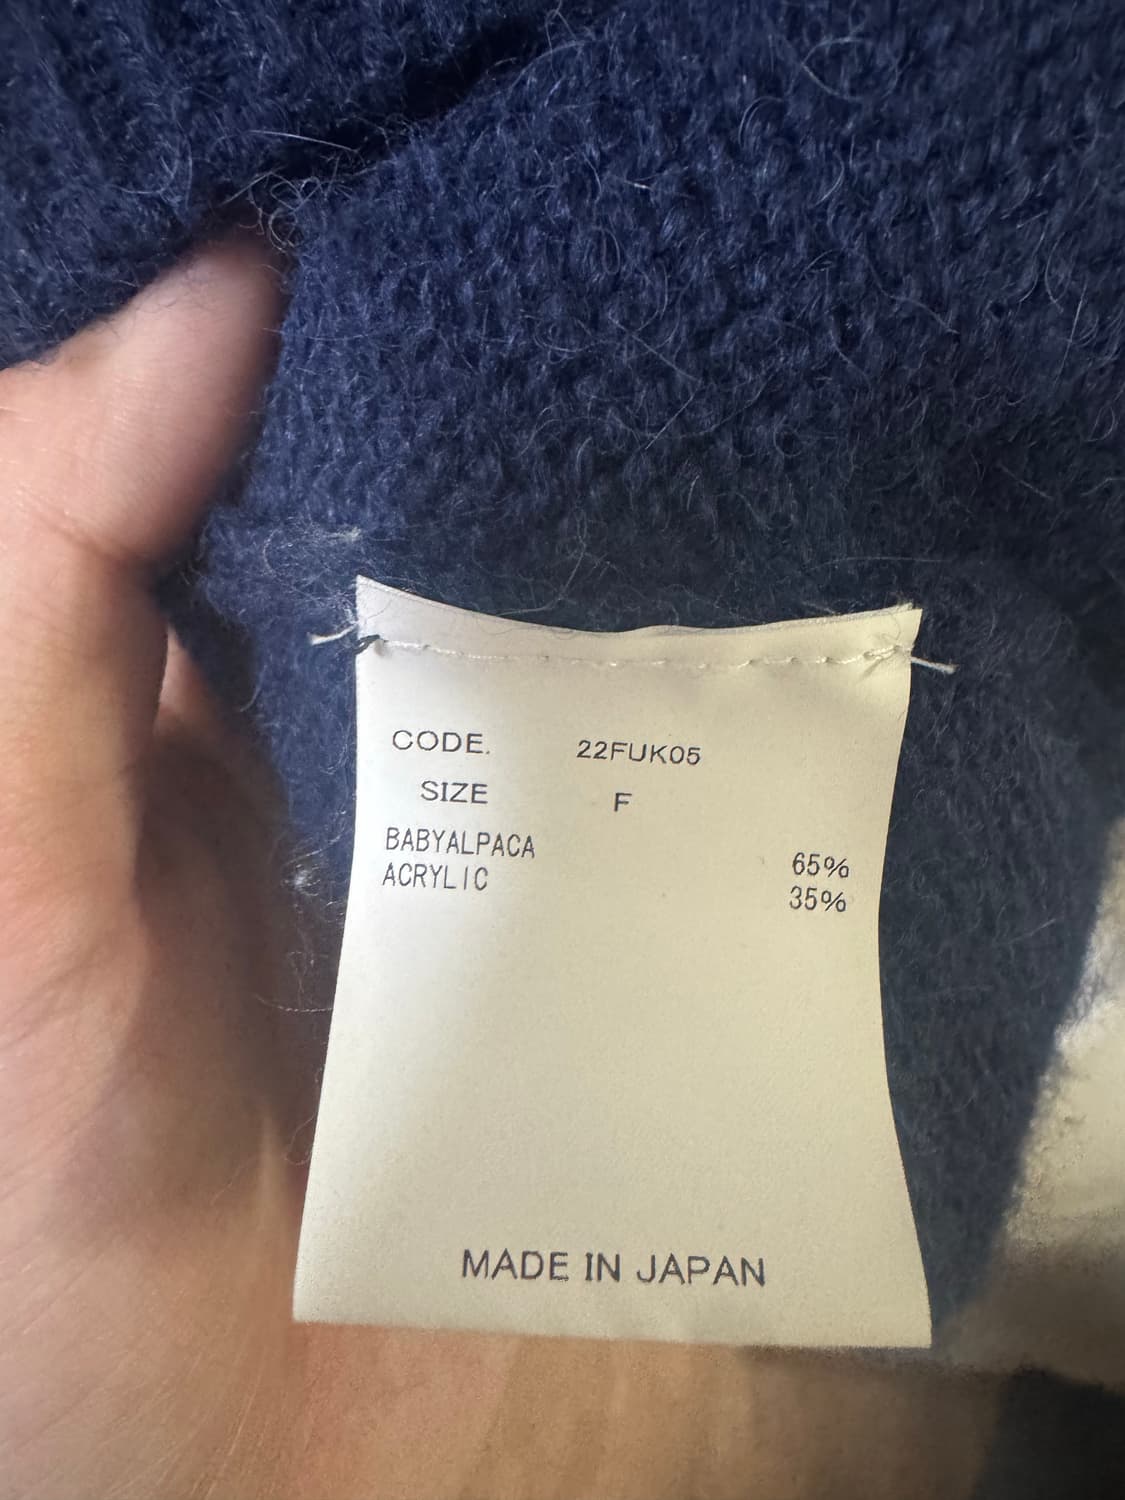 CODE. 22FUK05
SIZE F
BABYALPACA 65%
ACRYLIC 35%
MADE IN JAPAN